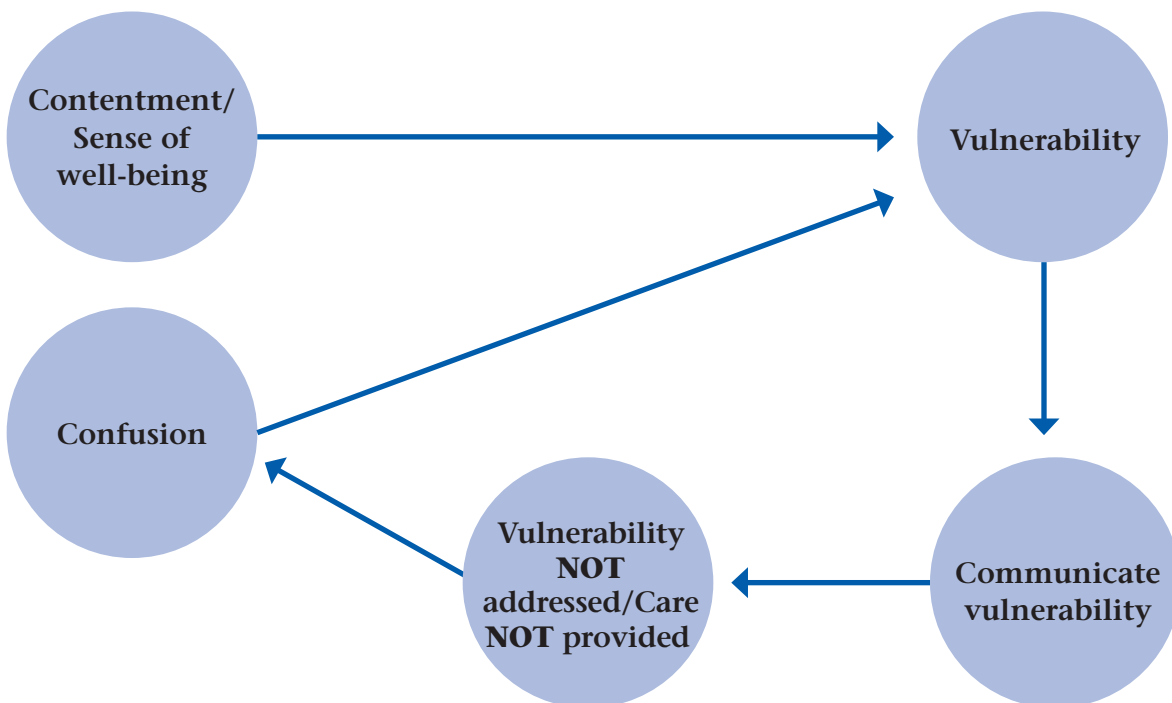 Contentment/
Sense of
well-being
Vulnerability
Confusion
Vulnerability
NOT
addressed/Care
NOT provided
Communicate
vulnerability